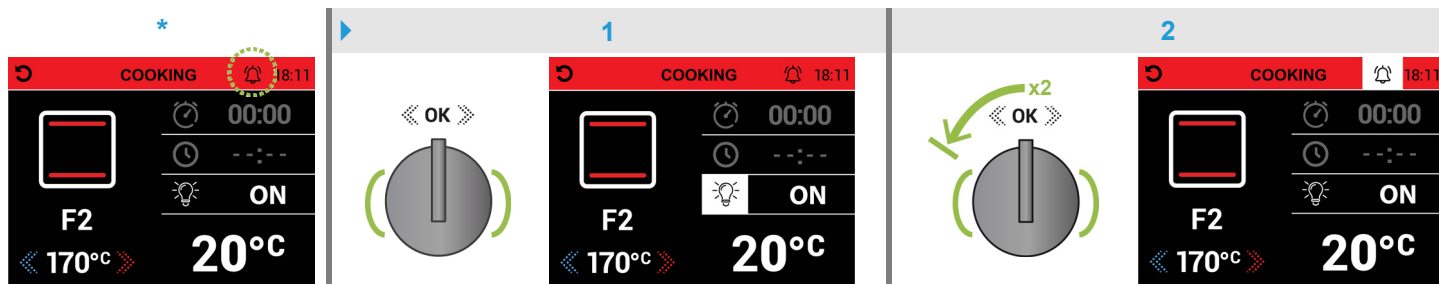 *
COOKING 18:11
00:00
--:--
ON
F2
170°C
20°C
1
OK
COOKING 18:11
00:00
--:--
ON
F2
170°C
20°C
2
x2
OK
COOKING 18:11
00:00
--:--
ON
F2
170°C
20°C